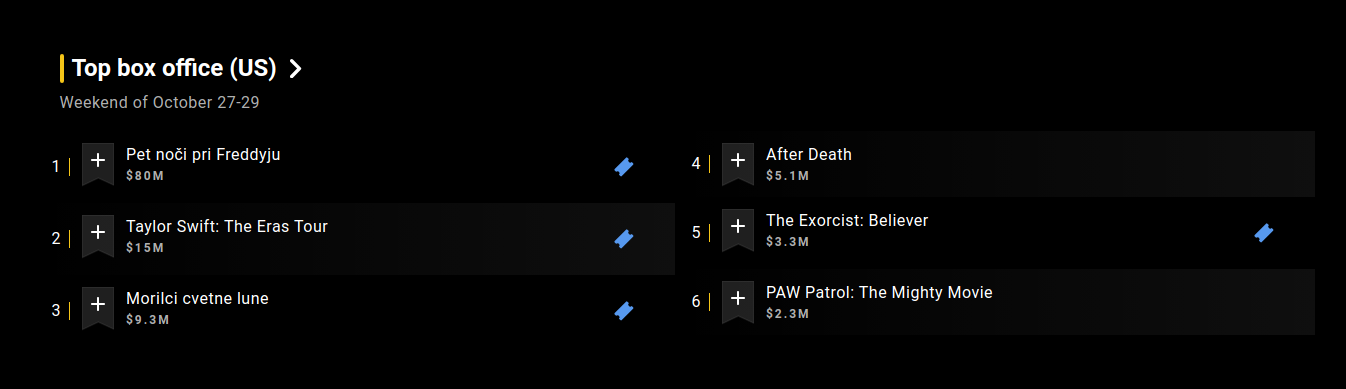 Top box office (US)
Weekend of October 27-29
1
Pet noči pri Freddyju
$80M
2
Taylor Swift: The Eras Tour
$15M
3
Morilci cvetne lune
$9.3M
4
After Death
$5.1M
5
The Exorcist: Believer
$3.3M
6
PAW Patrol: The Mighty Movie
$2.3M